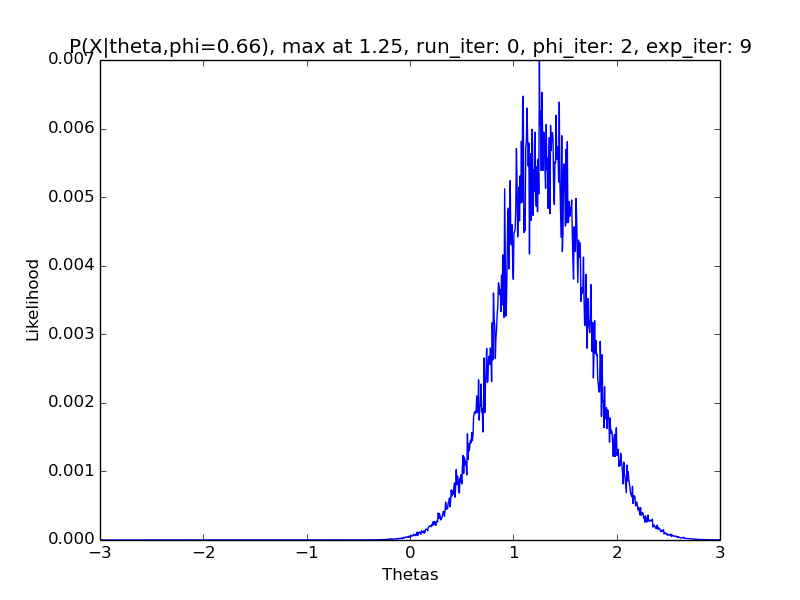 P(X|theta,phi=0.66), max at 1.25, run_iter: 0, phi_iter: 2, exp_iter: 9
0.007
0.006
0.005
0.004
0.003
0.002
0.001
0.000
Likelihood
−3 −2 −1 0 1 2 3
Thetas